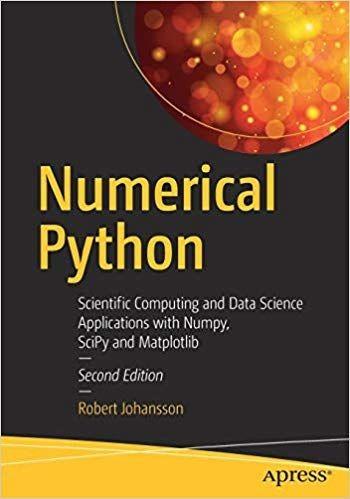 Numerical
Python
Scientific Computing and Data Science
Applications with Numpy,
SciPy and Matplotlib
—
Second Edition
—
Robert Johansson
Apress®